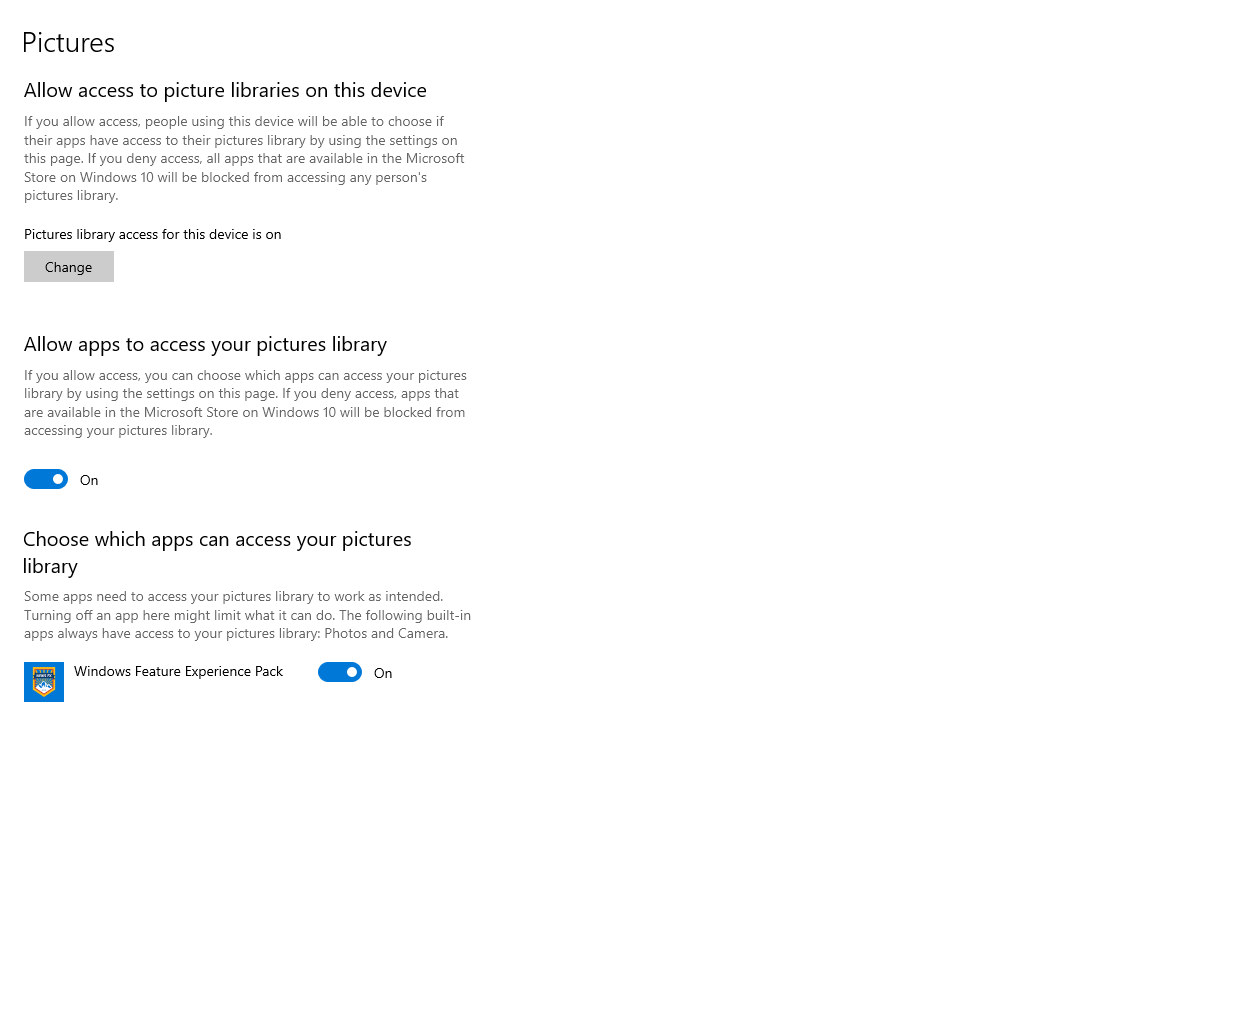 Pictures
Allow access to picture libraries on this device
If you allow access, people using this device will be able to choose if
their apps have access to their pictures library by using the settings on
this page. If you deny access, all apps that are available in the Microsoft
Store on Windows 10 will be blocked from accessing any person's
pictures library.
Pictures library access for this device is on
Change
Allow apps to access your pictures library
If you allow access, you can choose which apps can access your pictures
library by using the settings on this page. If you deny access, apps that
are available in the Microsoft Store on Windows 10 will be blocked from
accessing your pictures library.
On
Choose which apps can access your pictures
library
Some apps need to access your pictures library to work as intended.
Turning off an app here might limit what it can do. The following built-in
apps always have access to your pictures library: Photos and Camera.
Windows Feature Experience Pack
On